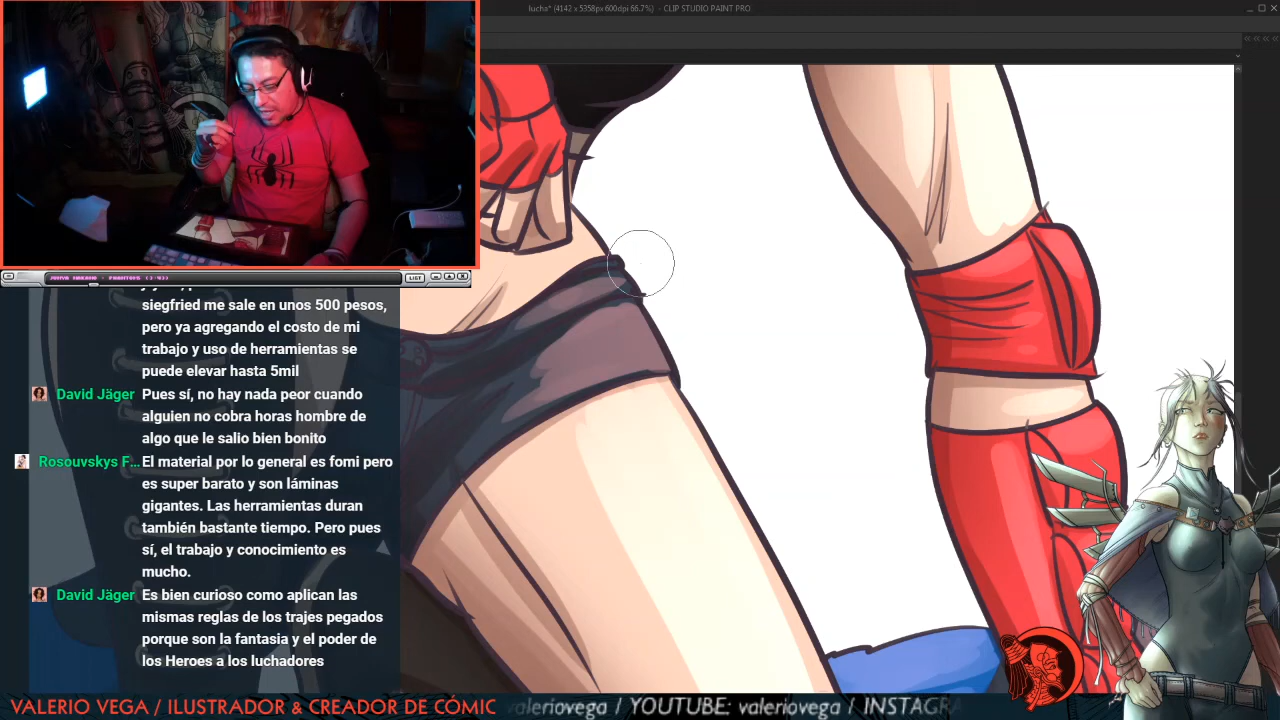 lucha* (4142 x 5358px 600dpi 66.7%) - CLIP STUDIO PAINT PRO
LIST
siegfried me sale en unos 500 pesos,
pero ya agregando el costo de mi
trabajo y uso de herramientas se
puede elevar hasta 5mil
David Jäger Pues sí, no hay nada peor cuando
alguien no cobra horas hombre de
algo que le salio bien bonito
Rosouvskys F... El material por lo general es fomi pero
es super barato y son láminas
gigantes. Las herramientas duran
también bastante tiempo. Pero pues
sí, el trabajo y conocimiento es
mucho.
David Jäger Es bien curioso como aplican las
mismas reglas de los trajes pegados
porque son la fantasia y el poder de
los Heroes a los luchadores
VALERIO VEGA / ILUSTRADOR & CREADOR DE CÓMIC valeriovega / YOUTUBE: valeriovega / INSTAGRA